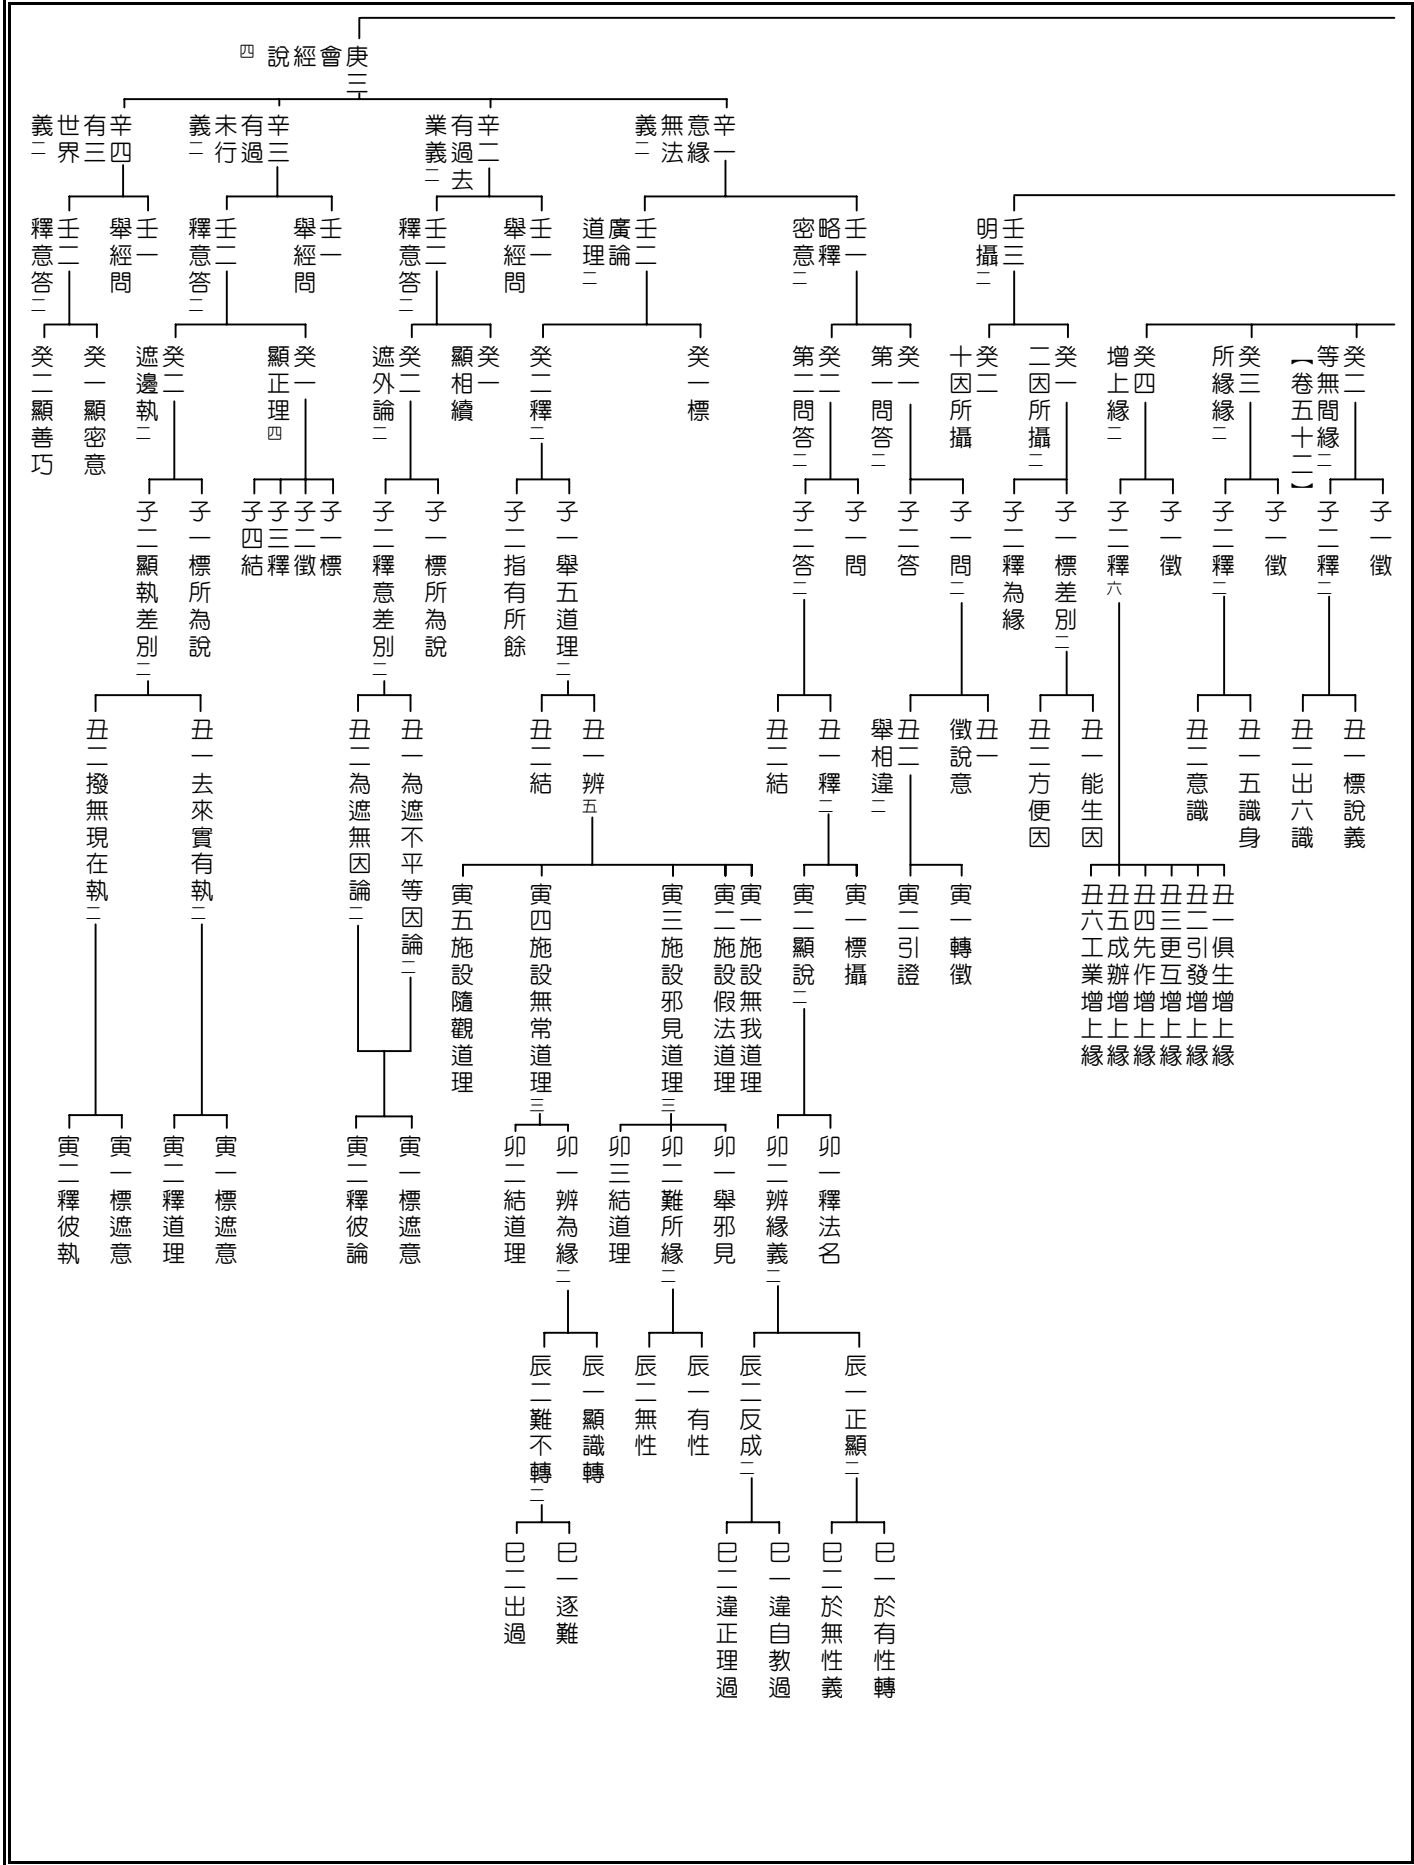 庚三會經說 四
辛一意緣無法義 二
辛二有過去業義 二
辛三有過未行義 二
辛四有三世界義 二
壬三明攝 二
壬一略釋密意 二
壬二廣論道理 二
壬一舉經問
壬二釋意答 二
壬一舉經問
壬二釋意答 二
壬一舉經問
壬二釋意答 二
癸二等無間緣 二
【卷五十二】
癸三所緣緣 二
癸四增上緣 二
癸一二因所攝 二
癸二十因所攝
癸一第一問答 二
癸二第二問答 二
癸一標
癸二釋 二
癸一顯相續
癸二遮外論 二
癸一顯正理 四
癸二遮邊執 二
癸一顯密意
癸二顯善巧
子一徵
子二釋 二
子一徵
子二釋 二
子一徵
子二釋 六
子一標差別 二
子二釋為緣
子一問 二
子二答
子一問
子二答 二
子一舉五道理 二
子二指有所餘
子一標所為說
子二釋意差別 二
子一標
子二徵
子三釋
子四結
子一標所為說
子二顯執差別 二
丑一標說義
丑二出六識
丑一五識身
丑二意識
丑一能生因
丑二方便因
丑一徵說意
丑二舉相違 二
丑一釋 二
丑二結
丑一辨 五
丑二結
丑一為遮不平等因論 二
丑二為遮無因論 二
丑一去來實有執 二
丑二撥無現在執 二
丑一俱生增上緣
丑二引發增上緣
丑三更互增上緣
丑四先作增上緣
丑五成辦增上緣
丑六工業增上緣
寅一轉徵
寅二引證
寅一標攝
寅二顯說 二
寅一施設無我道理
寅二施設假法道理
寅三施設邪見道理 三
寅四施設無常道理 三
寅五施設隨觀道理
寅一標遮意
寅二釋彼論
寅一標遮意
寅二釋道理
寅一標遮意
寅二釋彼執
卯一釋法名
卯二辨緣義 二
卯一舉邪見
卯二難所緣 二
卯三結道理
卯一辨為緣 二
卯二結道理
辰一正顯 二
辰二反成 二
辰一有性
辰二無性
辰一顯識轉
辰二難不轉 二
巳一於有性轉
巳二於無性義
巳一違自教過
巳二違正理過
巳一逐難
巳二出過